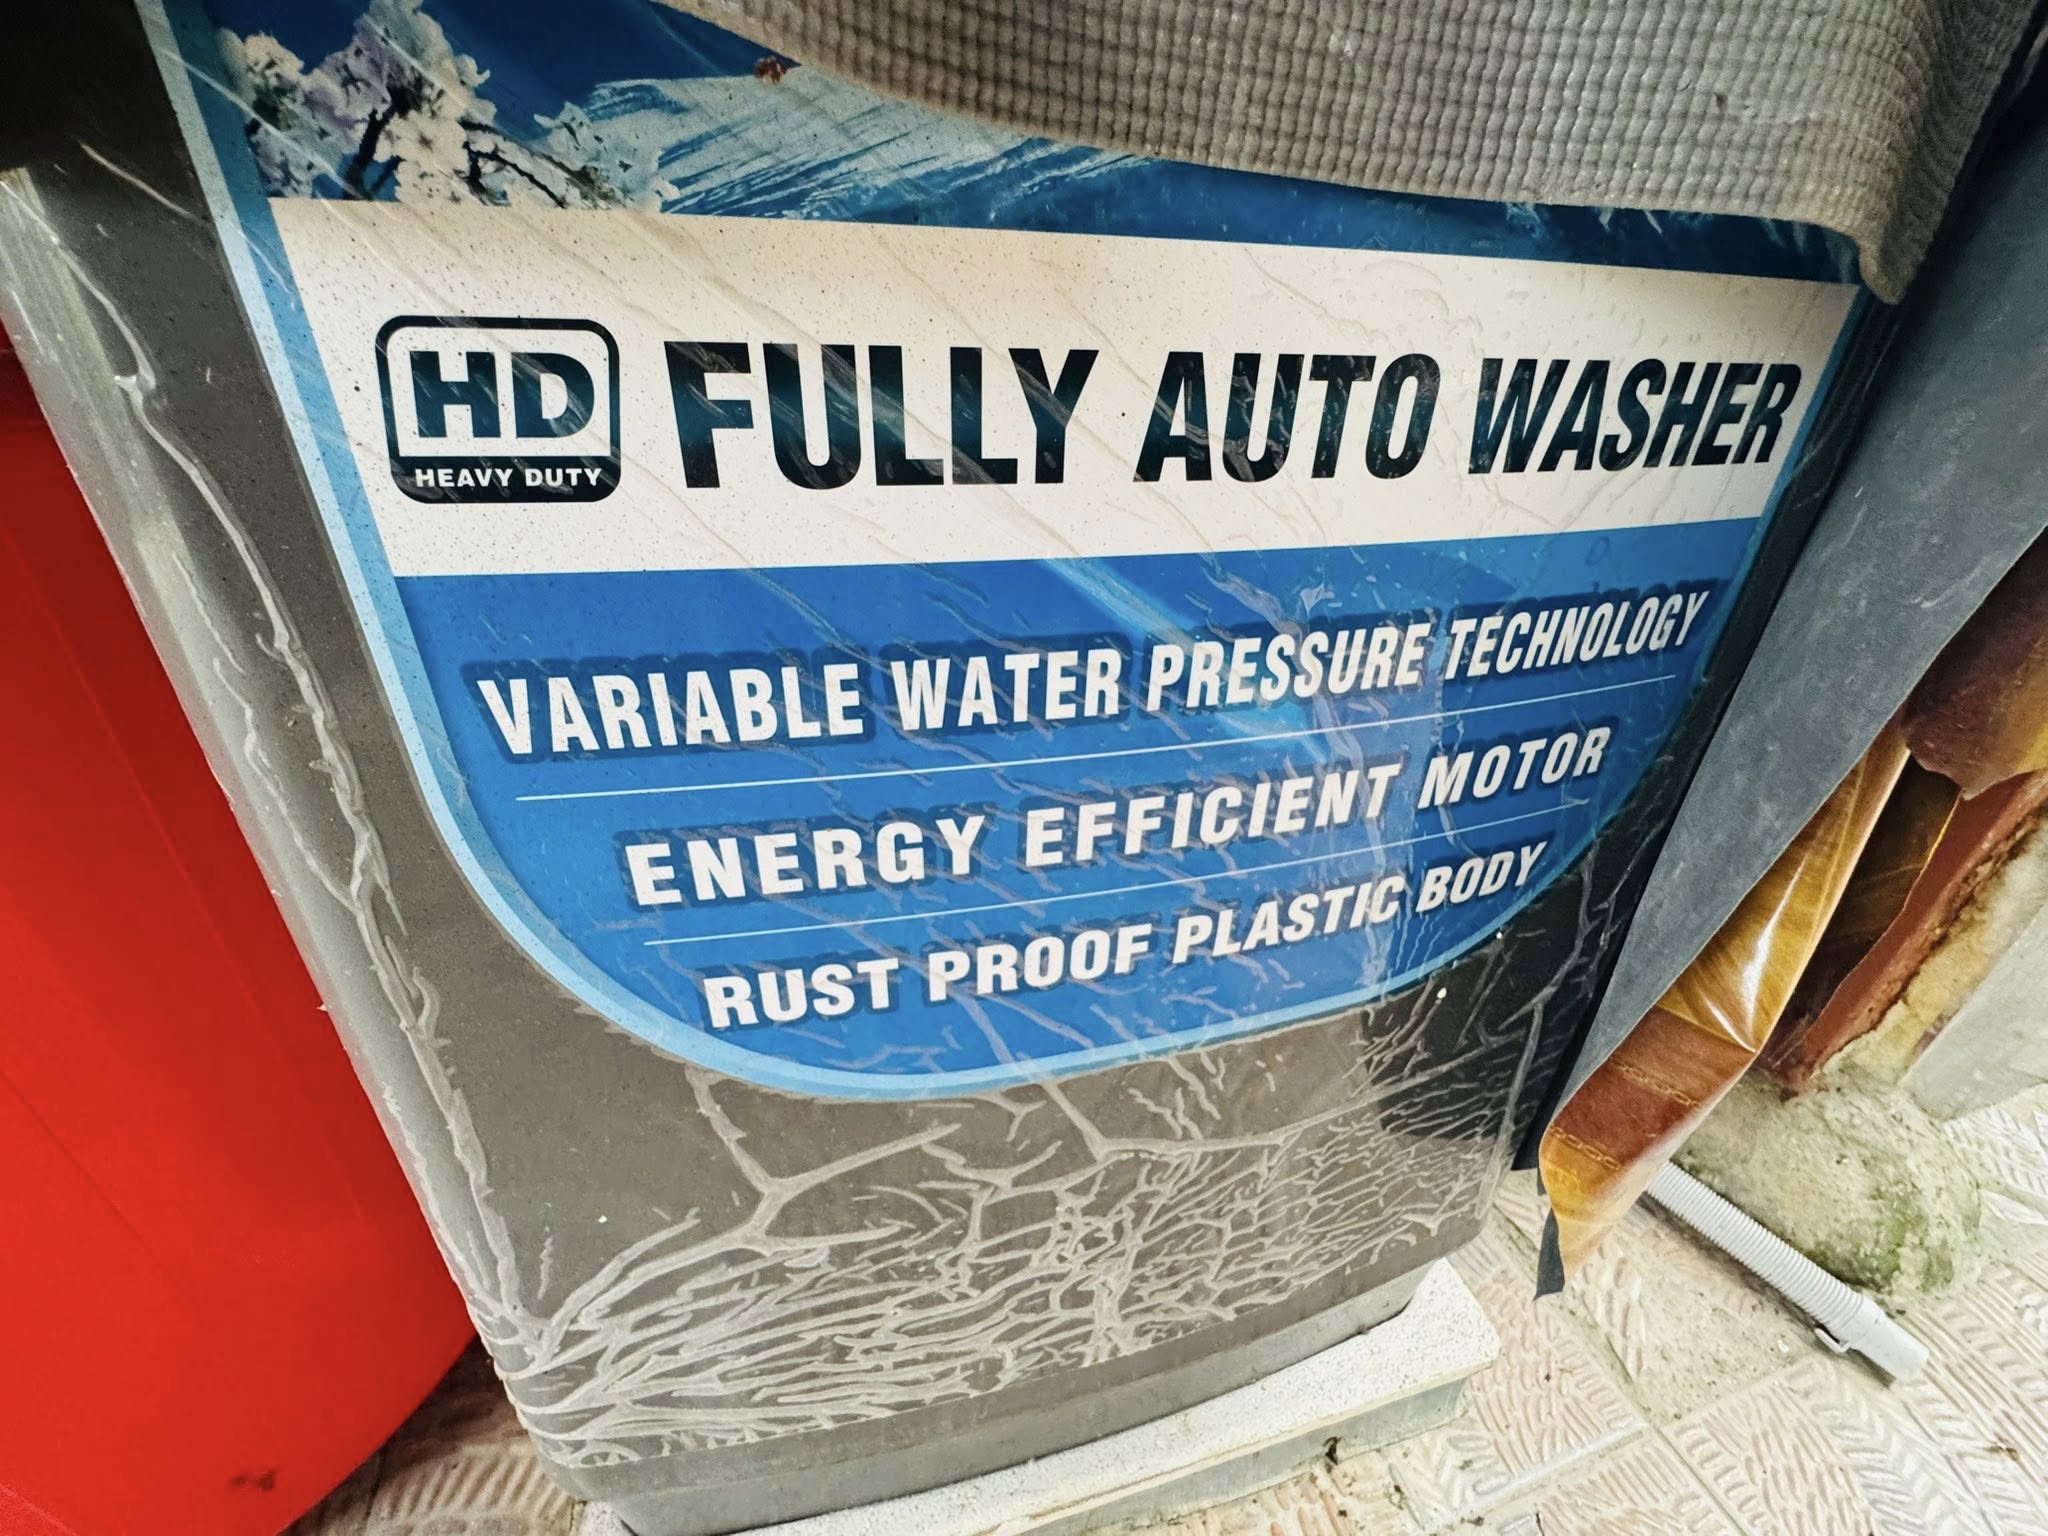 HD
HEAVY DUTY
FULLY AUTO WASHER
VARIABLE WATER PRESSURE TECHNOLOGY
ENERGY EFFICIENT MOTOR
RUST PROOF PLASTIC BODY